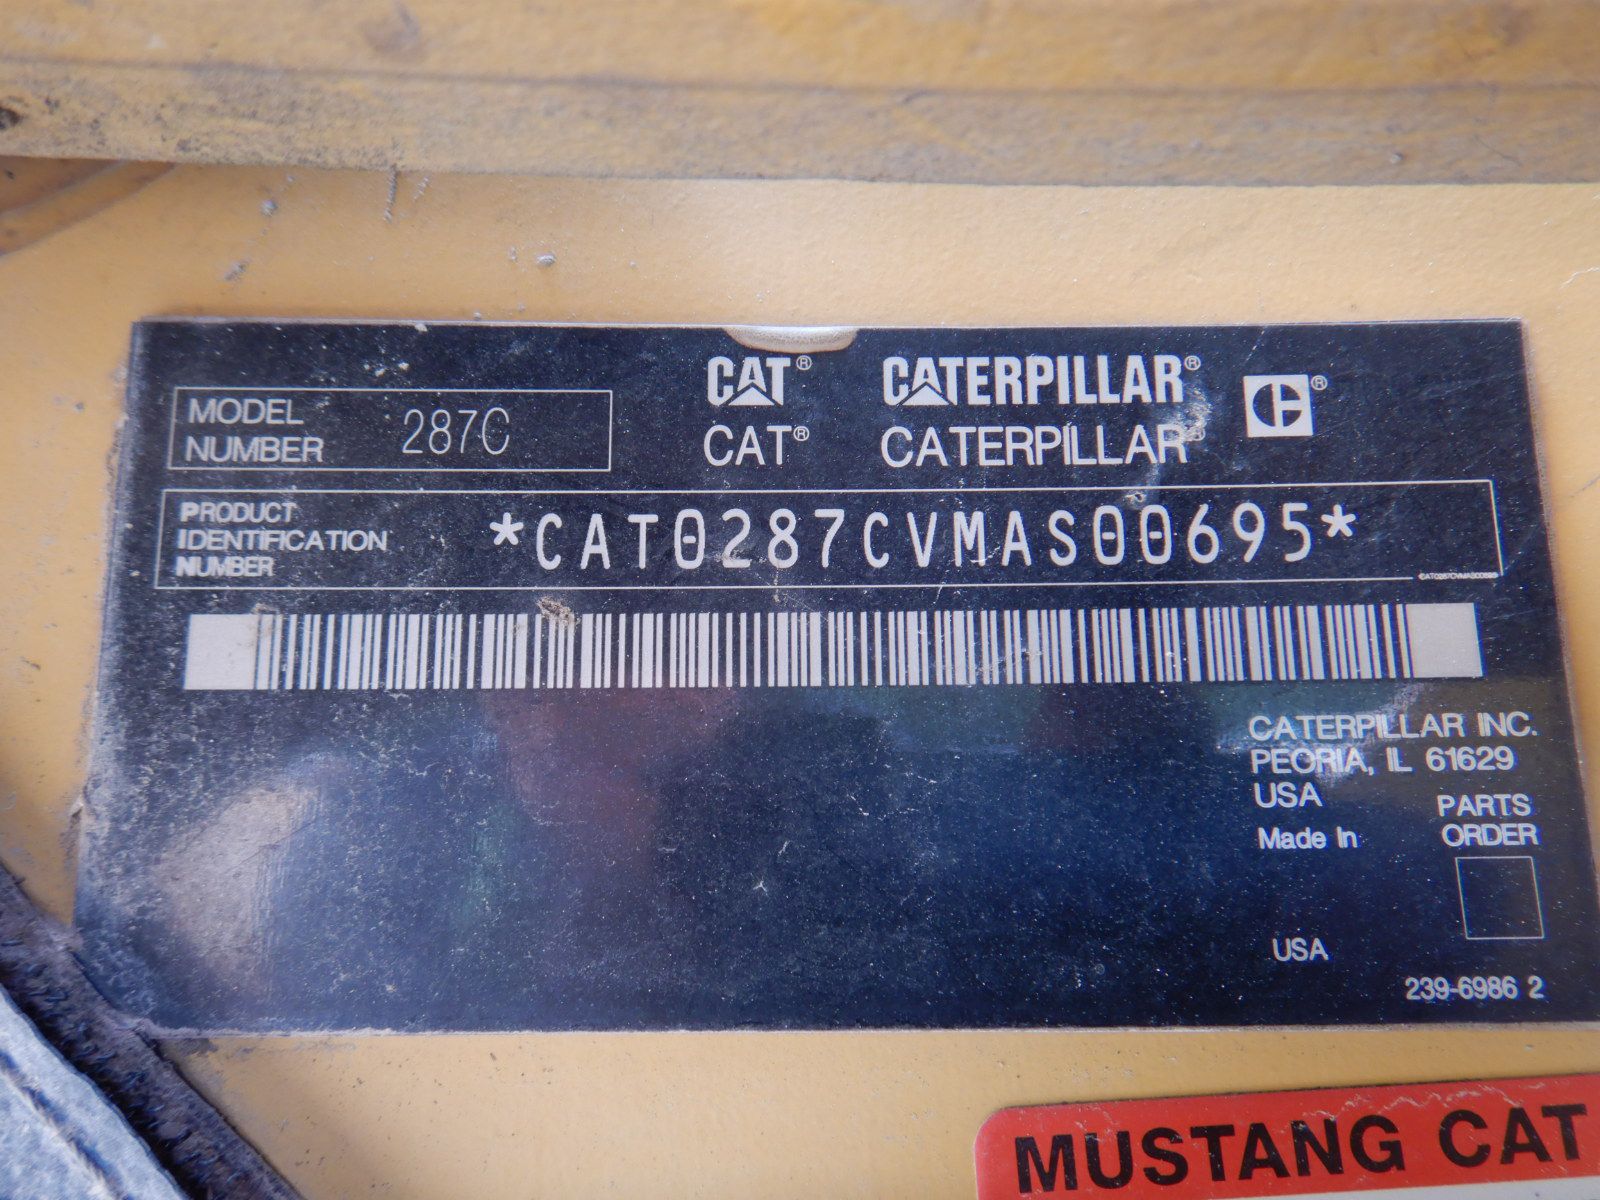 CAT® CATERPILLAR®
MODEL
NUMBER 287C
CAT® CATERPILLAR®
PRODUCT
IDENTIFICATION
NUMBER
*CAT0287CVMAS00695*
CAT0287CVMAS00695
CATERPILLAR INC.
PEORIA, IL 61629
USA
PARTS
ORDER
Made In
USA
239-6986 2
MUSTANG CAT